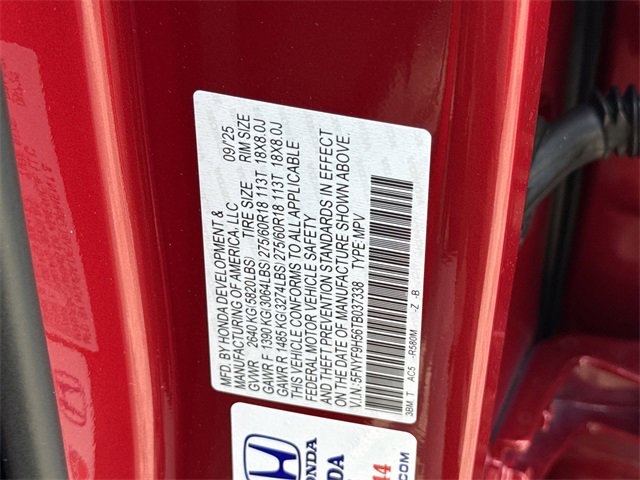 MFD. BY HONDA DEVELOPMENT &
MANUFACTURING OF AMERICA, LLC 09/25
GVWR 2640 KG(5820LBS) TIRE SIZE RIM SIZE
GAWR F 1390 KG(3064LBS) 275/60R18 113T 18X8.0J
GAWR R 1485 KG(3274LBS) 275/60R18 113T 18X8.0J
THIS VEHICLE CONFORMS TO ALL APPLICABLE
FEDERAL MOTOR VEHICLE SAFETY
AND THEFT PREVENTION STANDARDS IN EFFECT
ON THE DATE OF MANUFACTURE SHOWN ABOVE.
V.I.N.:5FNYF9H56TB037338 TYPE:MPV
3BM T AC5 -R580M -Z -B
HONDA
44
.COM